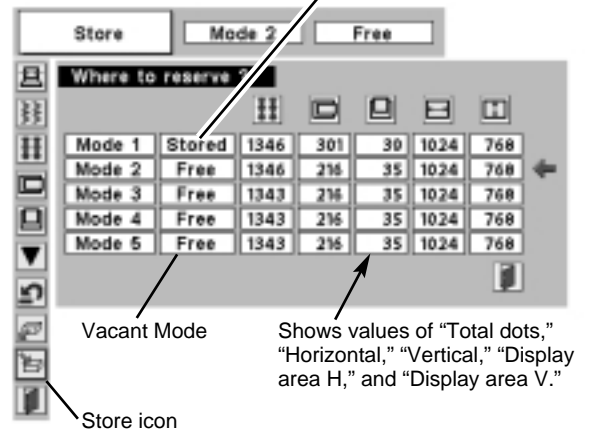 Store Mode 2 Free
Where to reserve ?
Mode 1 Stored 1346 301 30 1024 768
Mode 2 Free 1346 216 35 1024 768
Mode 3 Free 1343 216 35 1024 768
Mode 4 Free 1343 216 35 1024 768
Mode 5 Free 1343 216 35 1024 768
Vacant Mode
Shows values of “Total dots,”
“Horizontal,” “Vertical,” “Display
area H,” and “Display area V.”
Store icon